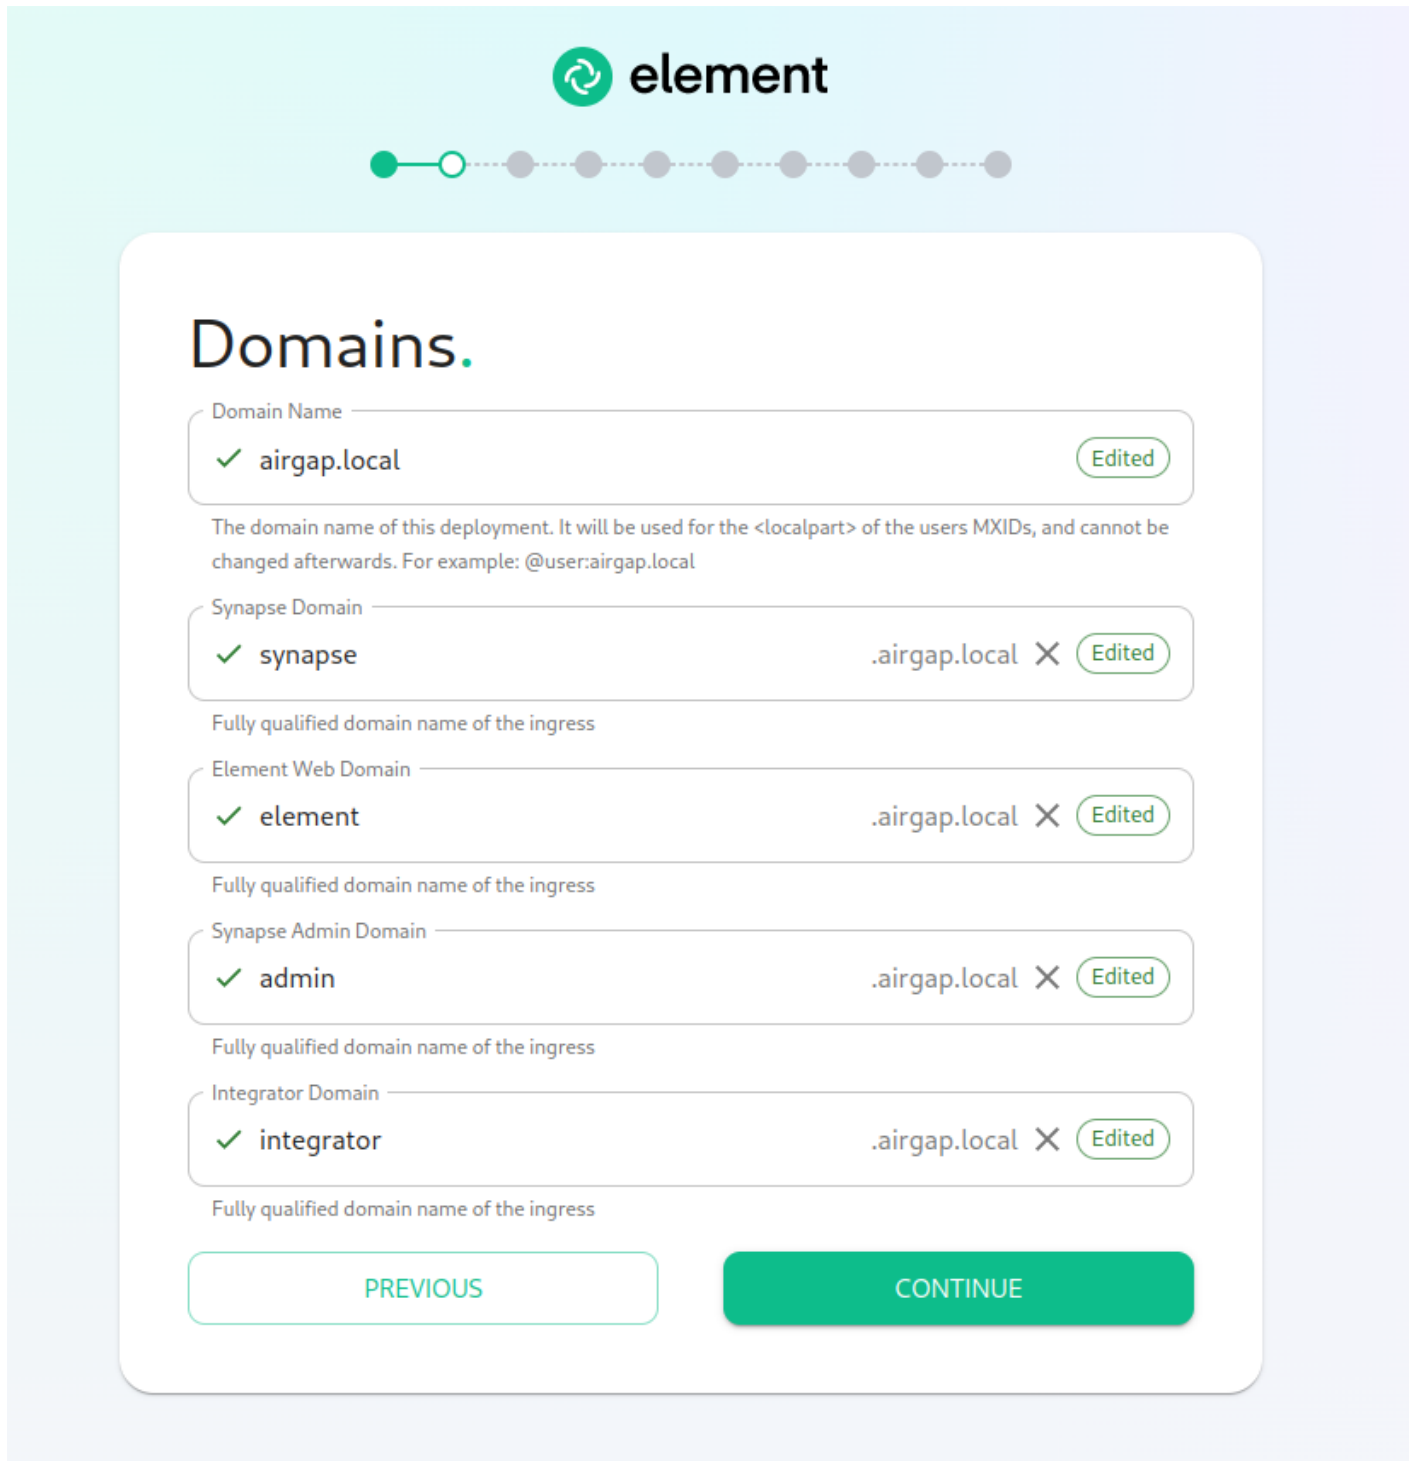 element
Domains.
Domain Name
airgap.local
Edited
The domain name of this deployment. It will be used for the <localpart> of the users MXIDs, and cannot be
changed afterwards. For example: @user:airgap.local
Synapse Domain
synapse .airgap.local Edited
Fully qualified domain name of the ingress
Element Web Domain
element .airgap.local Edited
Fully qualified domain name of the ingress
Synapse Admin Domain
admin .airgap.local Edited
Fully qualified domain name of the ingress
Integrator Domain
integrator .airgap.local Edited
Fully qualified domain name of the ingress
PREVIOUS
CONTINUE